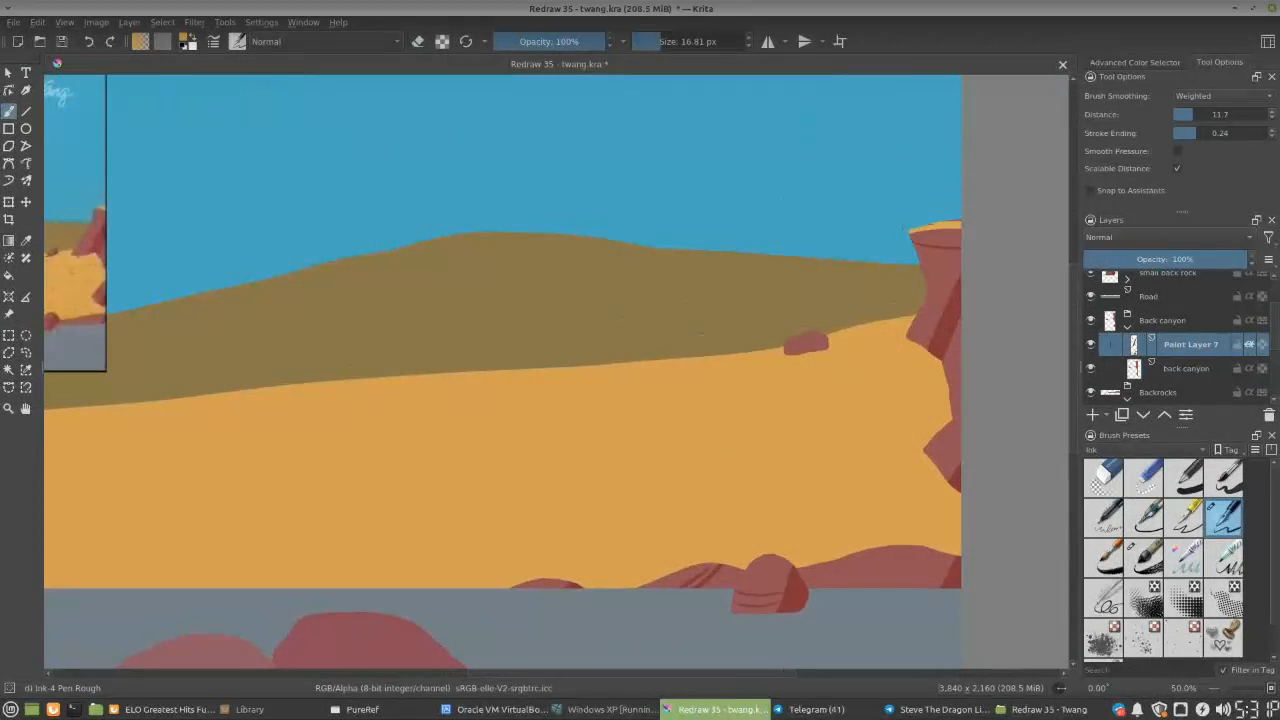 Redraw 35 - twang.kra (208.5 MiB) * — Krita
File Edit View Image Layer Select Filter Tools Settings Window Help
Normal
Opacity: 100%
Size: 16.81 px
Redraw 35 - twang.kra *
Advanced Color Selector
Tool Options
Tool Options
Brush Smoothing:
Weighted
Distance:
11.7
Stroke Ending:
0.24
Smooth Pressure:
Scalable Distance:
Snap to Assistants
Layers
Normal
Opacity: 100%
small back rock
Road
Back canyon
Paint Layer 7
back canyon
Backrocks
Brush Presets
Ink
Tag
Search
Filter in Tag
d) Ink-4 Pen Rough
RGB/Alpha (8-bit integer/channel) sRGB-elle-V2-srgbtrc.icc
3,840 x 2,160 (208.5 MiB)
0.00°
50.0%
ELO Greatest Hits Fu...
Library
PureRef
Oracle VM VirtualBo...
Windows XP [Runnin...
Redraw 35 - twang.k...
Telegram (41)
Steve The Dragon Li...
Redraw 35 - Twang